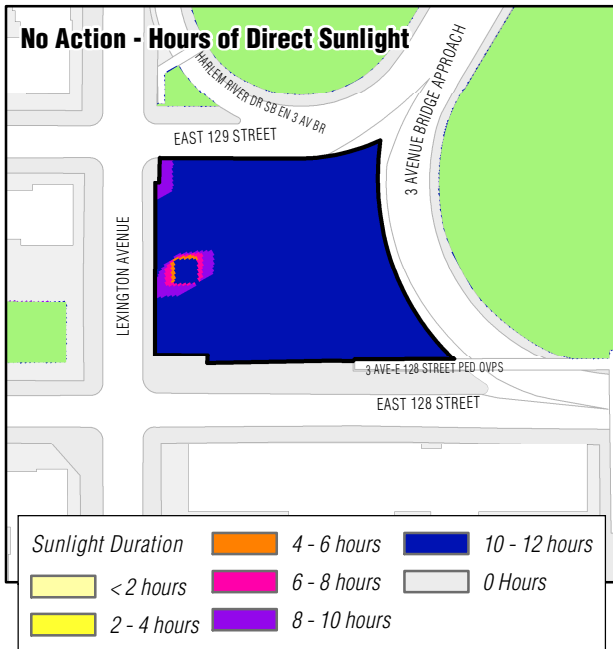 No Action - Hours of Direct Sunlight
HARLEM RIVER DR SB EN 3 AV BR
3 AVENUE BRIDGE APPROACH
EAST 129 STREET
LEXINGTON AVENUE
3 AVE-E 128 STREET PED OVPS
EAST 128 STREET
Sunlight Duration
< 2 hours
2 - 4 hours
4 - 6 hours
6 - 8 hours
8 - 10 hours
10 - 12 hours
0 Hours